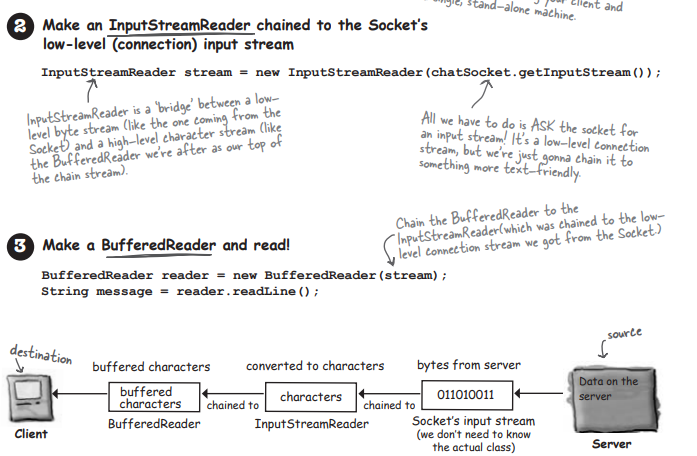 your client and
single, stand-alone machine.
2 Make an InputStreamReader chained to the Socket's
low-level (connection) input stream
InputStreamReader stream = new InputStreamReader(chatSocket.getInputStream());
InputStreamReader is a 'bridge' between a low-
level byte stream (like the one coming from the
Socket) and a high-level character stream (like
the BufferedReader we're after as our top of
the chain stream).
All we have to do is ASK the socket for
an input stream! It's a low-level connection
stream, but we're just gonna chain it to
something more text-friendly.
Chain the BufferedReader to the
InputStreamReader(which was chained to the low-
level connection stream we got from the Socket.)
3 Make a BufferedReader and read!
BufferedReader reader = new BufferedReader(stream);
String message = reader.readLine();
destination
source
buffered characters
converted to characters
bytes from server
buffered
characters
chained to
characters
chained to
011010011
Data on the
server
Client
BufferedReader
InputStreamReader
Socket's input stream
(we don't need to know
the actual class)
Server